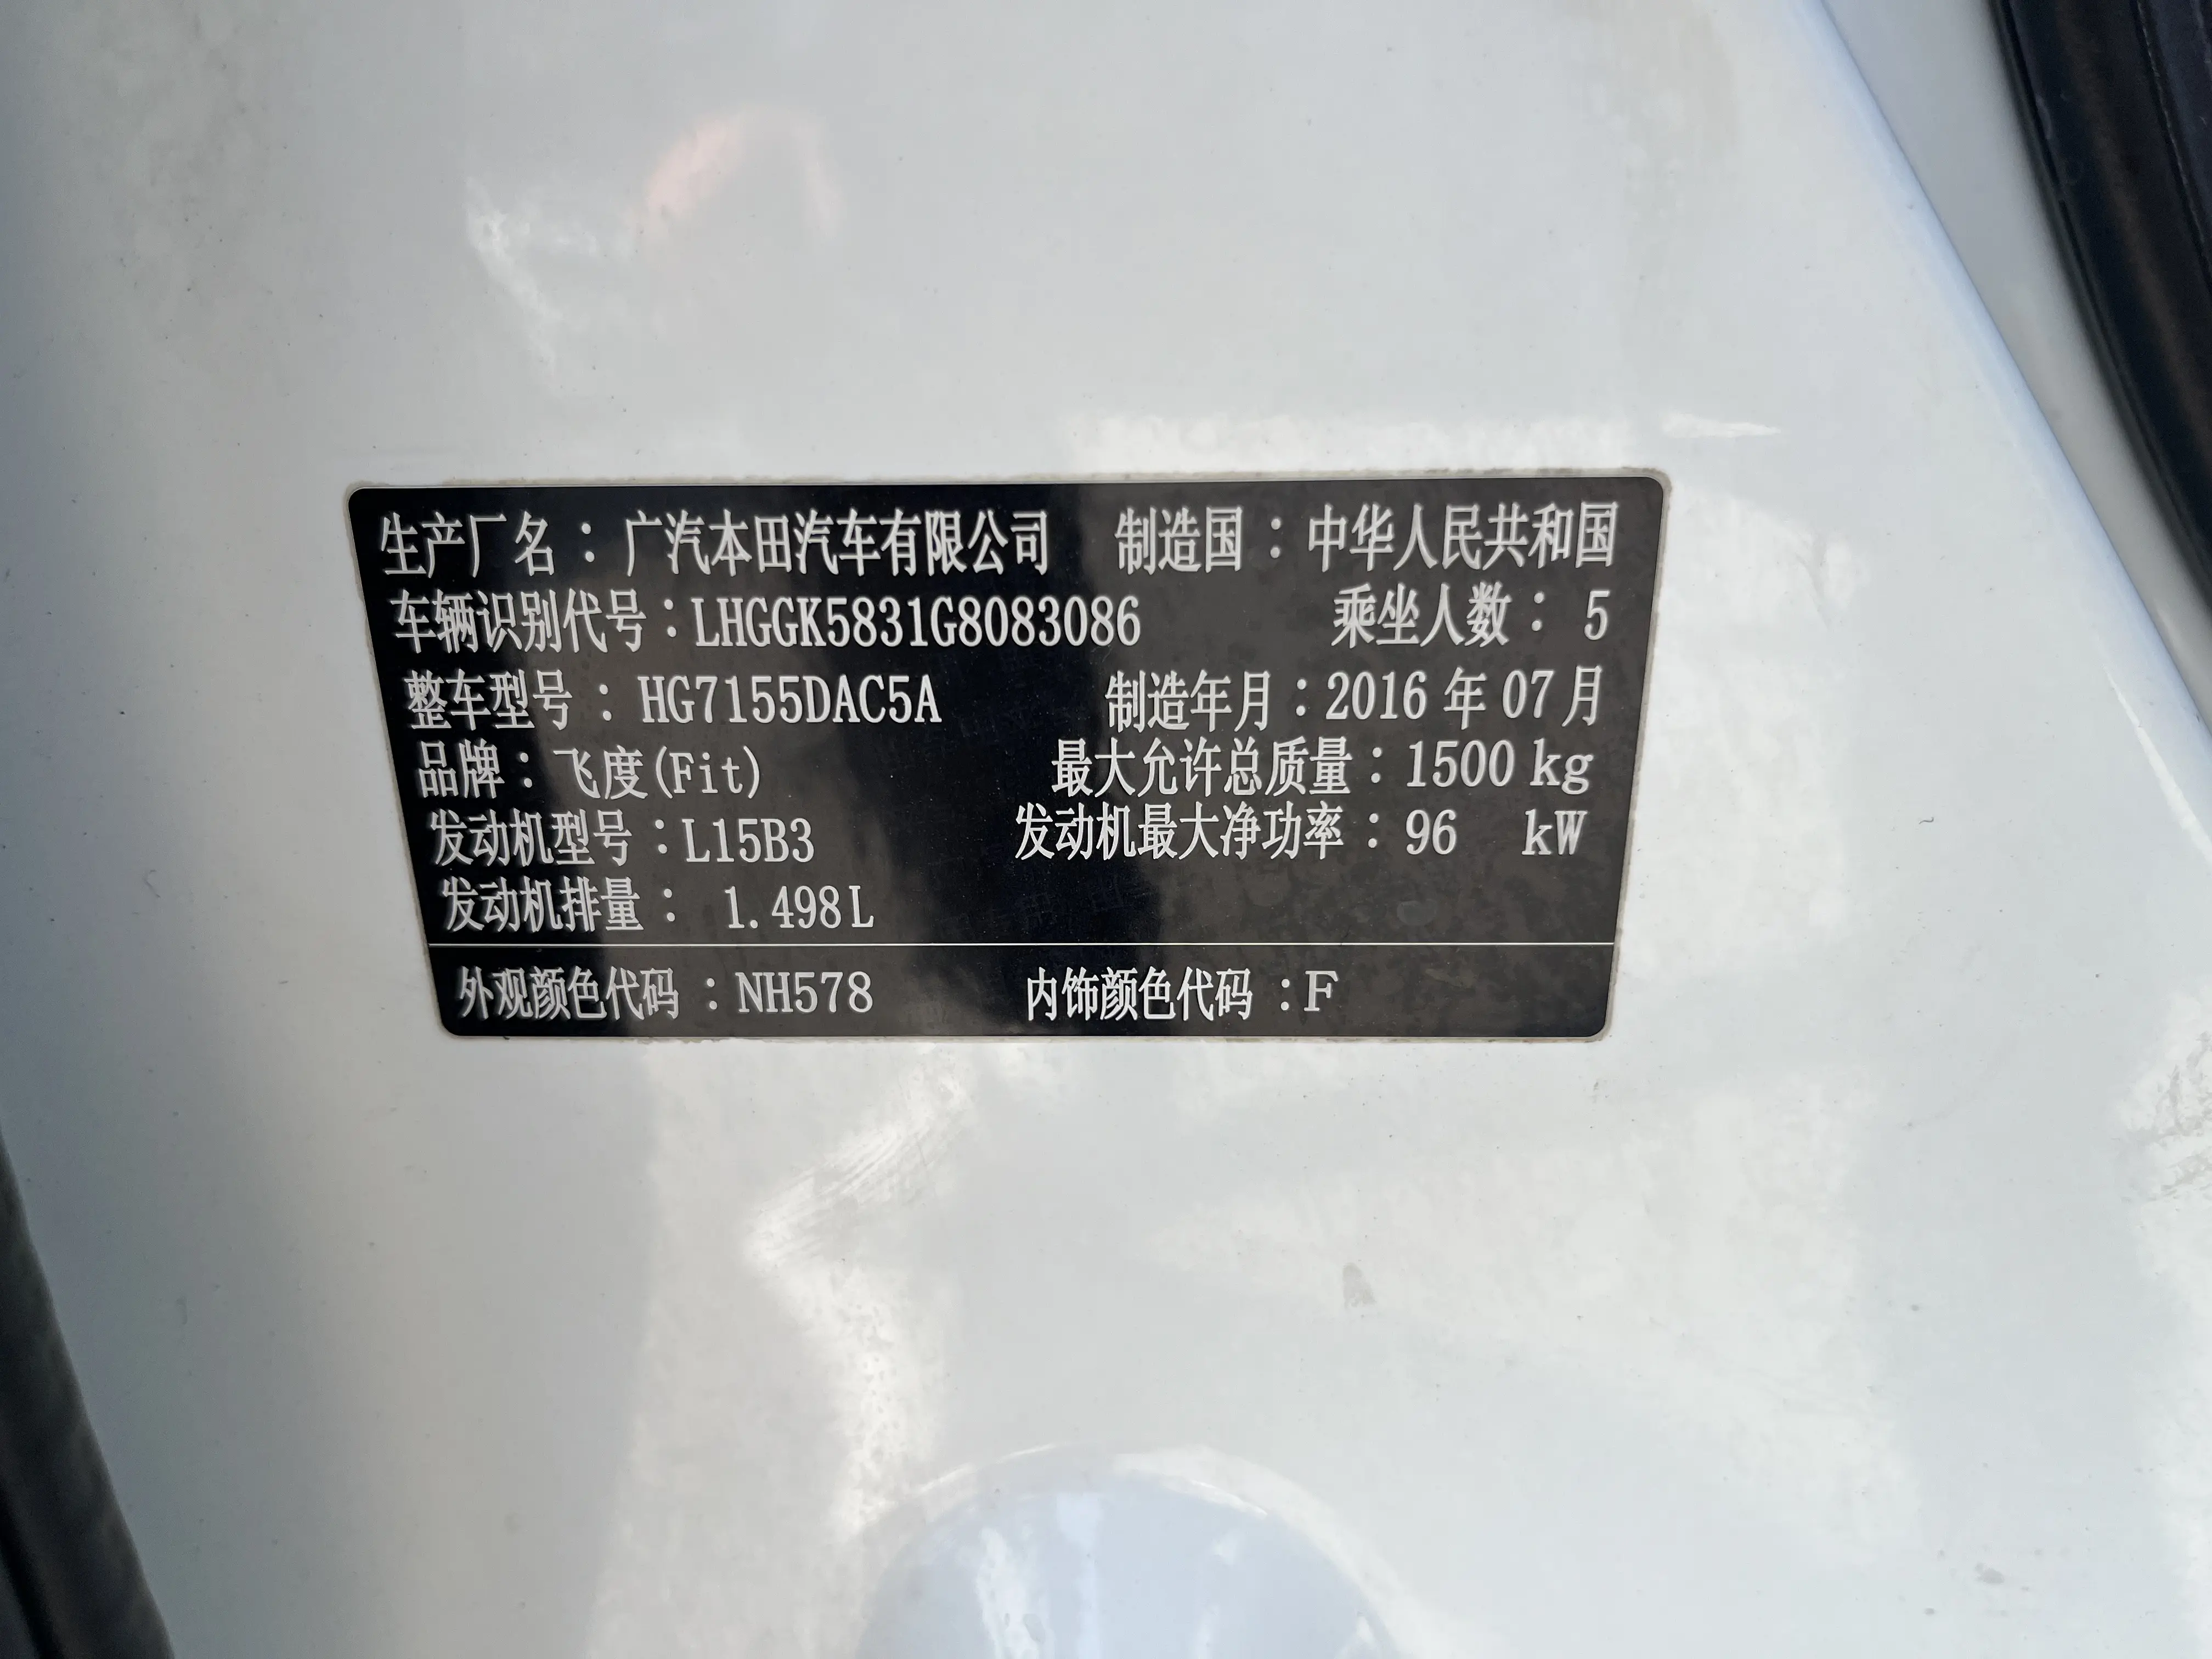 生产厂名：广汽本田汽车有限公司 制造国：中华人民共和国
车辆识别代号：LHGGK5831G8083086 乘坐人数：5
整车型号：HG7155DAC5A 制造年月：2016 年 07 月
品牌：飞度(Fit) 最大允许总质量：1500 kg
发动机型号：L15B3 发动机最大净功率：96 kW
发动机排量： 1.498L
外观颜色代码：NH578 内饰颜色代码：F